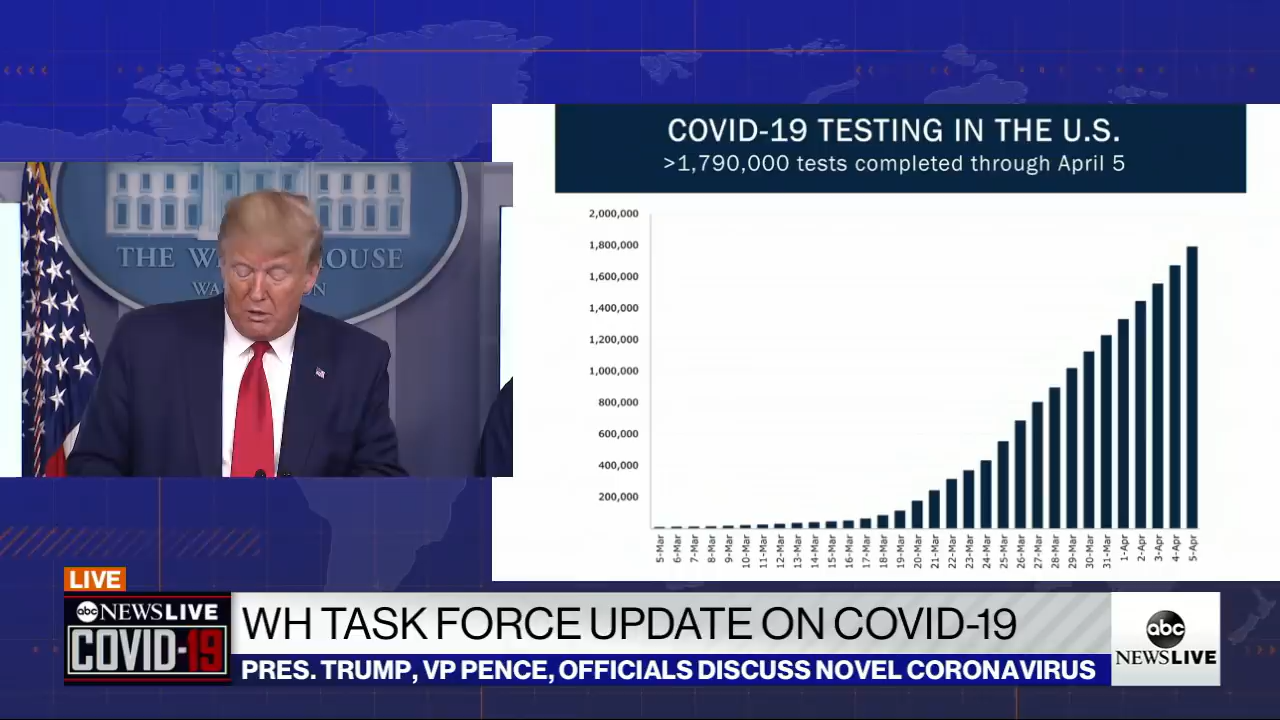 COVID-19 TESTING IN THE U.S.
>1,790,000 tests completed through April 5
2,000,000
1,800,000
1,600,000
1,400,000
1,200,000
1,000,000
800,000
600,000
400,000
200,000
5-Mar
6-Mar
7-Mar
8-Mar
9-Mar
10-Mar
11-Mar
12-Mar
13-Mar
14-Mar
15-Mar
16-Mar
17-Mar
18-Mar
19-Mar
20-Mar
21-Mar
22-Mar
23-Mar
24-Mar
25-Mar
26-Mar
27-Mar
28-Mar
29-Mar
30-Mar
31-Mar
1-Apr
2-Apr
3-Apr
4-Apr
5-Apr
THE HOUSE
LIVE
abc NEWS LIVE
COVID-19
WH TASK FORCE UPDATE ON COVID-19
PRES. TRUMP, VP PENCE, OFFICIALS DISCUSS NOVEL CORONAVIRUS
abc
NEWS LIVE